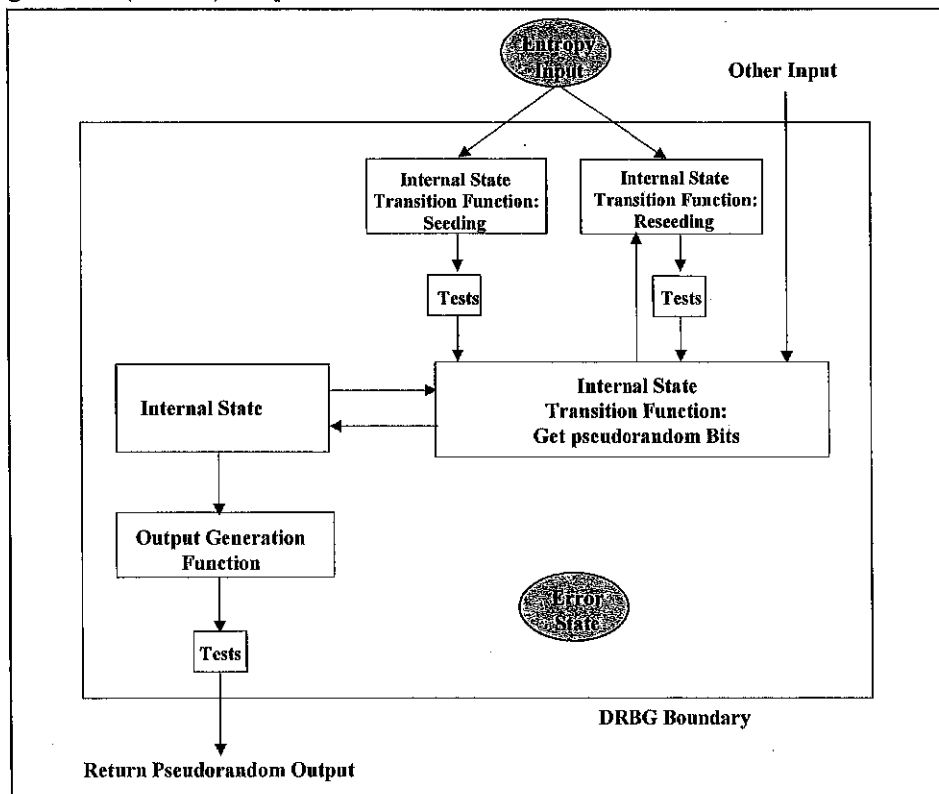 Entropy
Input
Other Input
Internal State
Transition Function:
Seeding
Internal State
Transition Function:
Reseeding
Tests
Tests
Internal State
Internal State
Transition Function:
Get pseudorandom Bits
Output Generation
Function
Error
State
Tests
DRBG Boundary
Return Pseudorandom Output